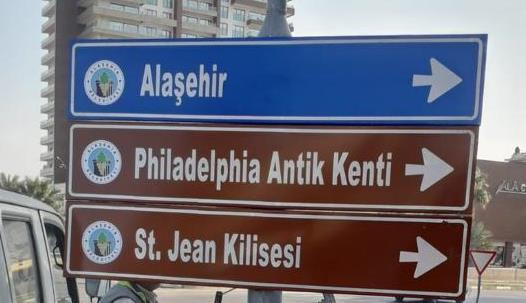 Alaşehir
Philadelphia Antik Kenti
St. Jean Kilisesi